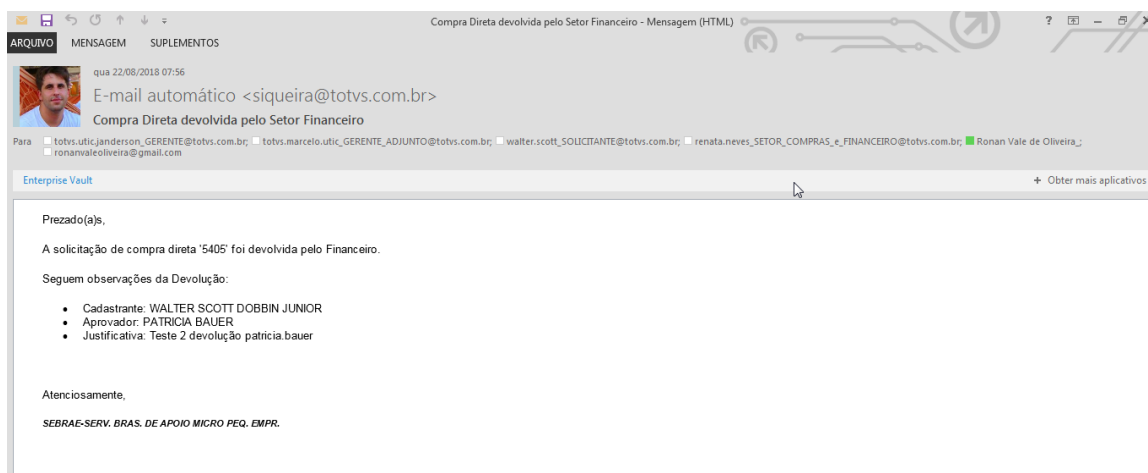 Compra Direta devolvida pelo Setor Financeiro - Mensagem (HTML)
?
ARQUIVO MENSAGEM SUPLEMENTOS
qua 22/08/2018 07:56
E-mail automático <siqueira@totvs.com.br>
Compra Direta devolvida pelo Setor Financeiro
Para totvs.utic.janderson_GERENTE@totvs.com.br; totvs.marcelo.utic_GERENTE_ADJUNTO@totvs.com.br; walter.scott_SOLICITANTE@totvs.com.br; renata.neves_SETOR_COMPRAS_e_FINANCEIRO@totvs.com.br; Ronan Vale de Oliveira_;
ronanvaleoliveira@gmail.com
Enterprise Vault + Obter mais aplicativos
Prezado(a)s,
A solicitação de compra direta '5405' foi devolvida pelo Financeiro.
Seguem observações da Devolução:
• Cadastrante: WALTER SCOTT DOBBIN JUNIOR
• Aprovador: PATRICIA BAUER
• Justificativa: Teste 2 devolução patricia.bauer
Atenciosamente,
SEBRAE-SERV. BRAS. DE APOIO MICRO PEQ. EMPR.